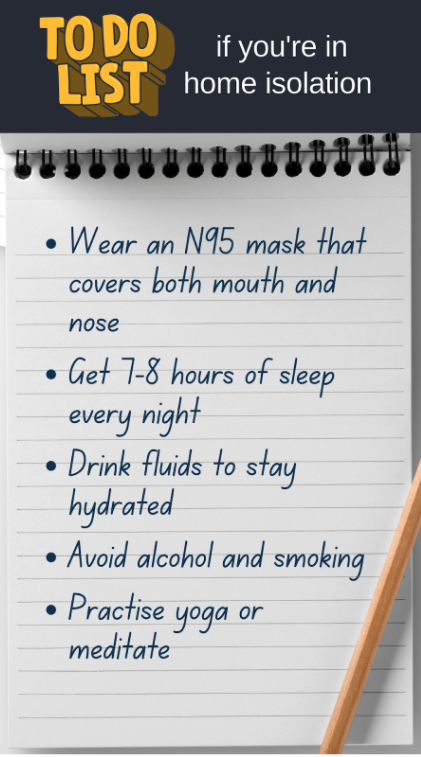 TO DO
LIST
if you're in
home isolation
• Wear an N95 mask that
covers both mouth and
nose
• Get 7-8 hours of sleep
every night
• Drink fluids to stay
hydrated
• Avoid alcohol and smoking
• Practise yoga or
meditate